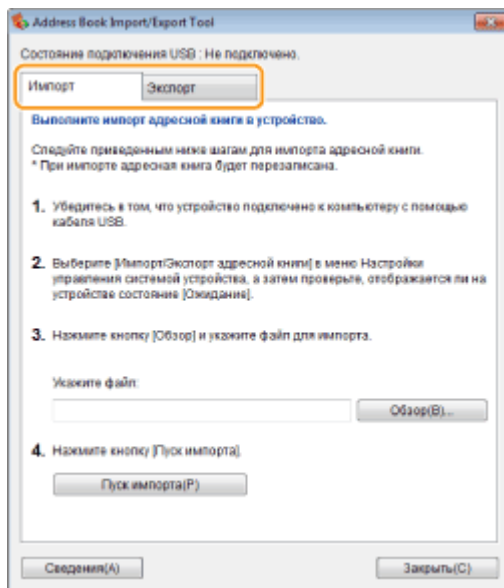 Address Book Import/Export Tool
Состояние подключения USB : Не подключено.
Импорт
Экспорт
Выполните импорт адресной книги в устройство.
Следуйте приведенным ниже шагам для импорта адресной книги.
* При импорте адресная книга будет перезаписана.
1. Убедитесь в том, что устройство подключено к компьютеру с помощью
кабеля USB.
2. Выберите [Импорт/Экспорт адресной книги] в меню Настройки
управления системой устройства, а затем проверьте, отображается ли на
устройстве состояние [Ожидание].
3. Нажмите кнопку [Обзор] и укажите файл для импорта.
Укажите файл:
Обзор(B)...
4. Нажмите кнопку [Пуск импорта].
Пуск импорта(P)
Сведения(A)
Закрыть(C)